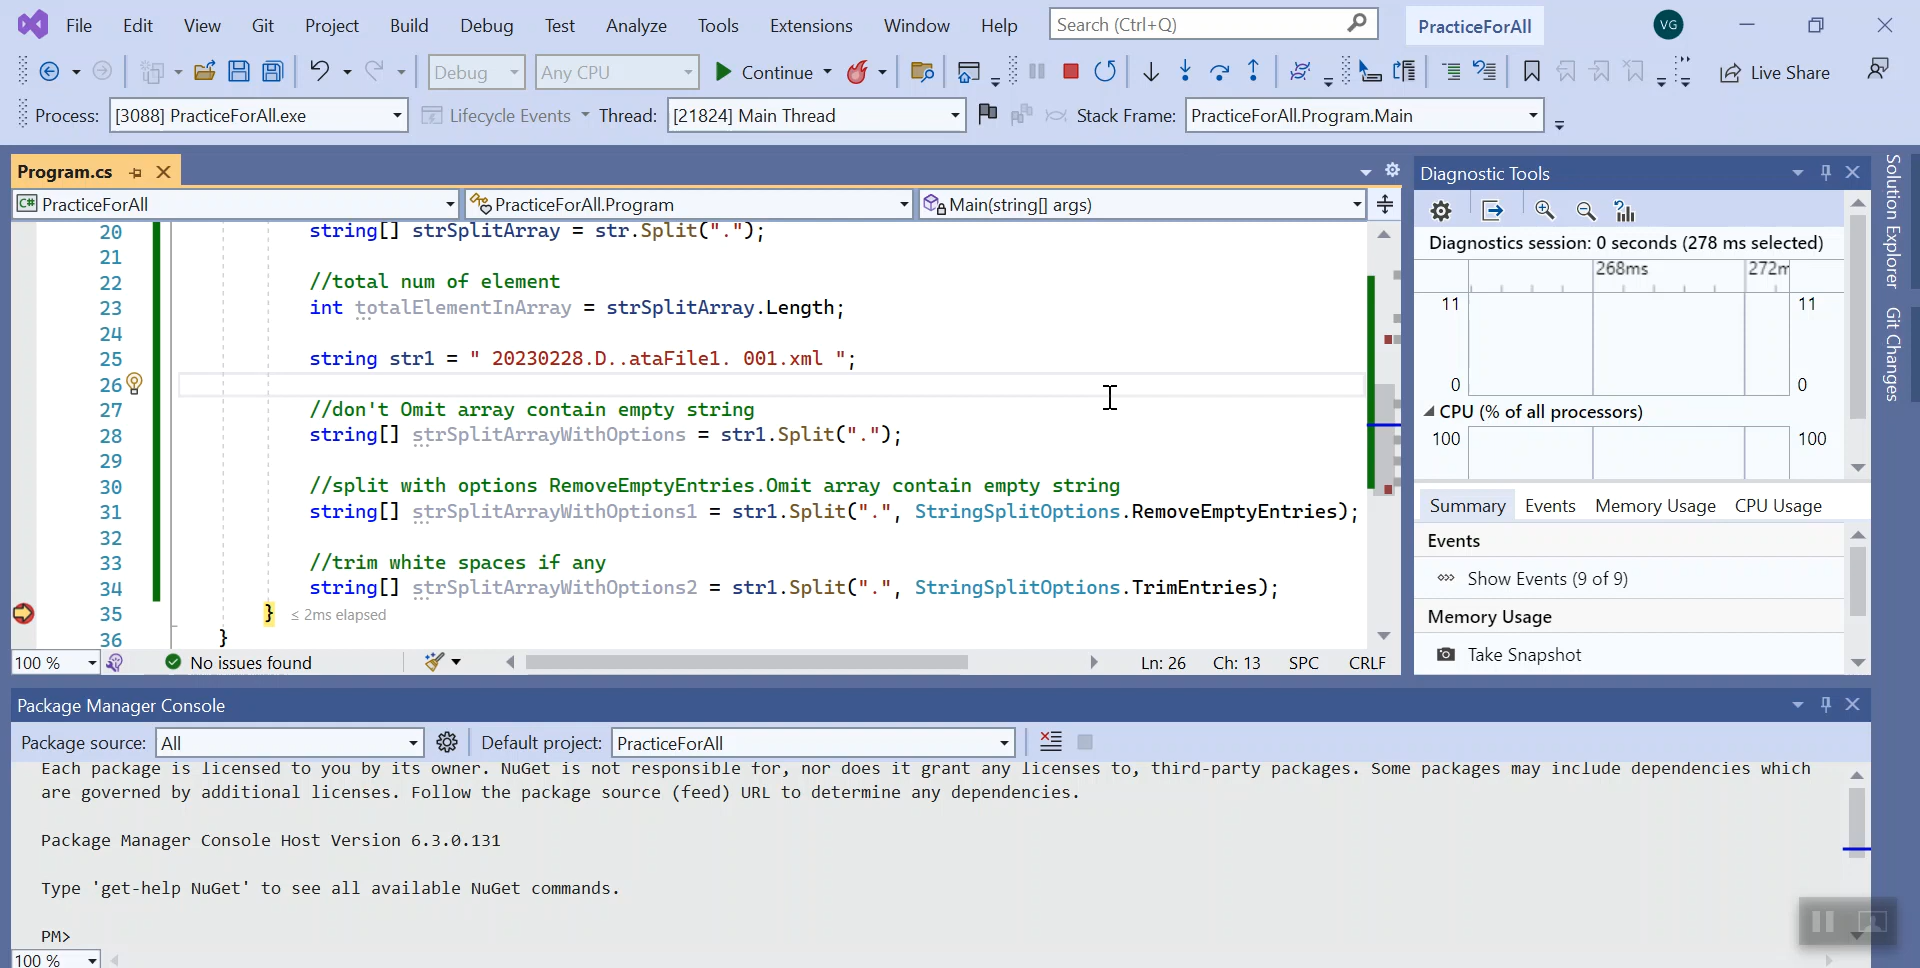 File Edit View Git Project Build Debug Test Analyze Tools Extensions Window Help Search (Ctrl+Q) PracticeForAll VG
Debug Any CPU Continue Live Share
Process: [3088] PracticeForAll.exe Lifecycle Events Thread: [21824] Main Thread Stack Frame: PracticeForAll.Program.Main
Program.cs
C# PracticeForAll PracticeForAll.Program Main(string[] args)
20 string[] strSplitArray = str.Split(".");
21
22 //total num of element
23 int totalElementInArray = strSplitArray.Length;
24
25 string str1 = " 20230228.D..ataFile1. 001.xml ";
26
27 //don't Omit array contain empty string
28 string[] strSplitArrayWithOptions = str1.Split(".");
29
30 //split with options RemoveEmptyEntries.Omit array contain empty string
31 string[] strSplitArrayWithOptions1 = str1.Split(".", StringSplitOptions.RemoveEmptyEntries);
32
33 //trim white spaces if any
34 string[] strSplitArrayWithOptions2 = str1.Split(".", StringSplitOptions.TrimEntries);
35 } ≤ 2ms elapsed
36 }
100 % No issues found Ln: 26 Ch: 13 SPC CRLF
Diagnostic Tools
Diagnostics session: 0 seconds (278 ms selected)
268ms 272m
11 11
0 0
CPU (% of all processors)
100 100
Summary Events Memory Usage CPU Usage
Events
Show Events (9 of 9)
Memory Usage
Take Snapshot
Solution Explorer
Git Changes
Package Manager Console
Package source: All Default project: PracticeForAll
Each package is licensed to you by its owner. NuGet is not responsible for, nor does it grant any licenses to, third-party packages. Some packages may include dependencies which
are governed by additional licenses. Follow the package source (feed) URL to determine any dependencies.
Package Manager Console Host Version 6.3.0.131
Type 'get-help NuGet' to see all available NuGet commands.
PM>
100 %